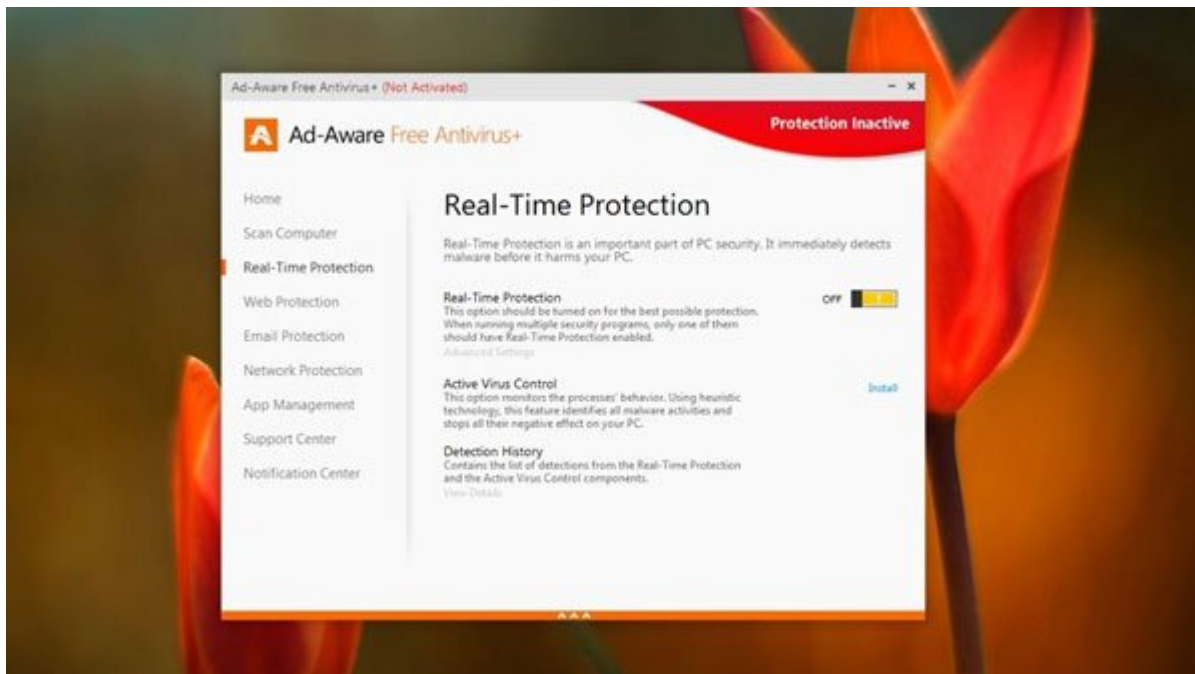 Ad-Aware Free Antivirus+ (Not Activated)
Protection Inactive
Ad-Aware Free Antivirus+
Home
Scan Computer
Real-Time Protection
Web Protection
Email Protection
Network Protection
App Management
Support Center
Notification Center
Real-Time Protection
Real-Time Protection is an important part of PC security. It immediately detects
malware before it harms your PC.
Real-Time Protection
OFF
This option should be turned on for the best possible protection.
When running multiple security programs, only one of them
should have Real-Time Protection enabled.
Advanced Settings
Active Virus Control
Install
This option monitors the processes' behavior. Using heuristic
technology, this feature identifies all malware activities and
stops all their negative effect on your PC.
Detection History
Contains the list of detections from the Real-Time Protection
and the Active Virus Control components.
View Details